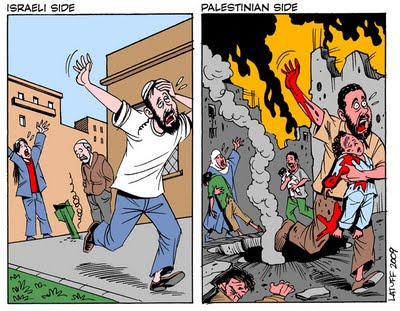 ISRAELI SIDE
PALESTINIAN SIDE
LATUFF 2009